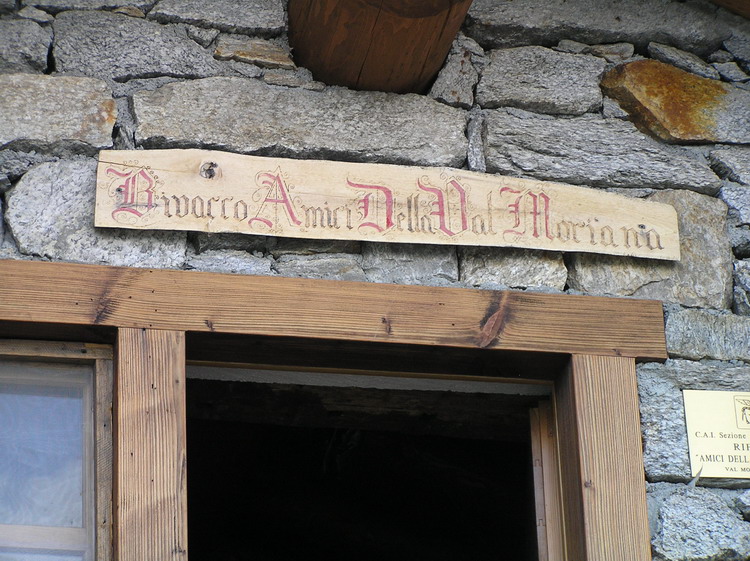 Bivacco Amici Della Val Moriana
C.A.I. Sezione
RIF
"AMICI DELL
VAL MO